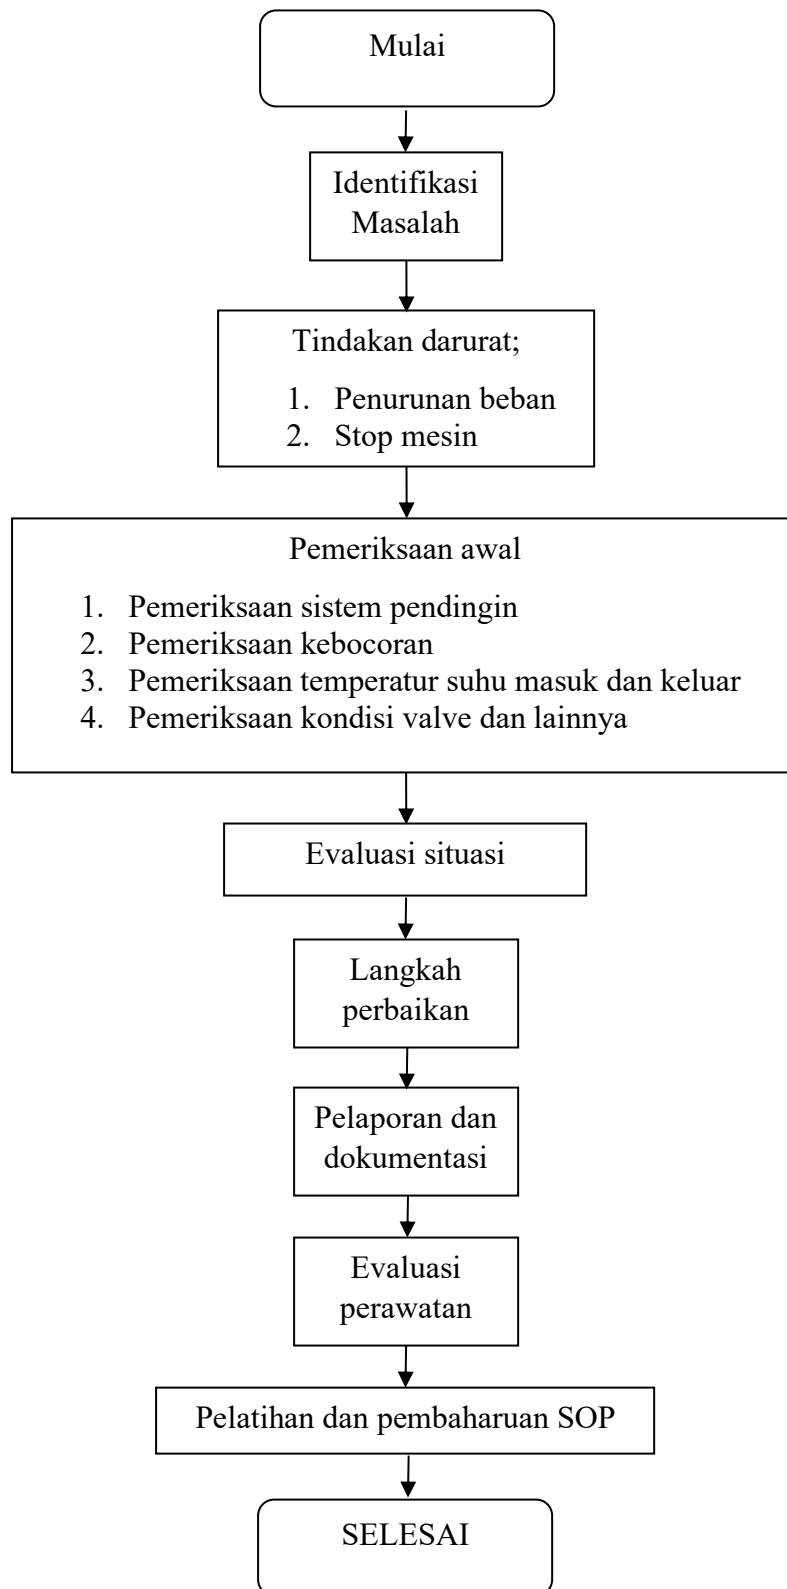 Mulai
Identifikasi
Masalah
Tindakan darurat;
1. Penurunan beban
2. Stop mesin
Pemeriksaan awal
1. Pemeriksaan sistem pendingin
2. Pemeriksaan kebocoran
3. Pemeriksaan temperatur suhu masuk dan keluar
4. Pemeriksaan kondisi valve dan lainnya
Evaluasi situasi
Langkah
perbaikan
Pelaporan dan
dokumentasi
Evaluasi
perawatan
Pelatihan dan pembaharuan SOP
SELESAI